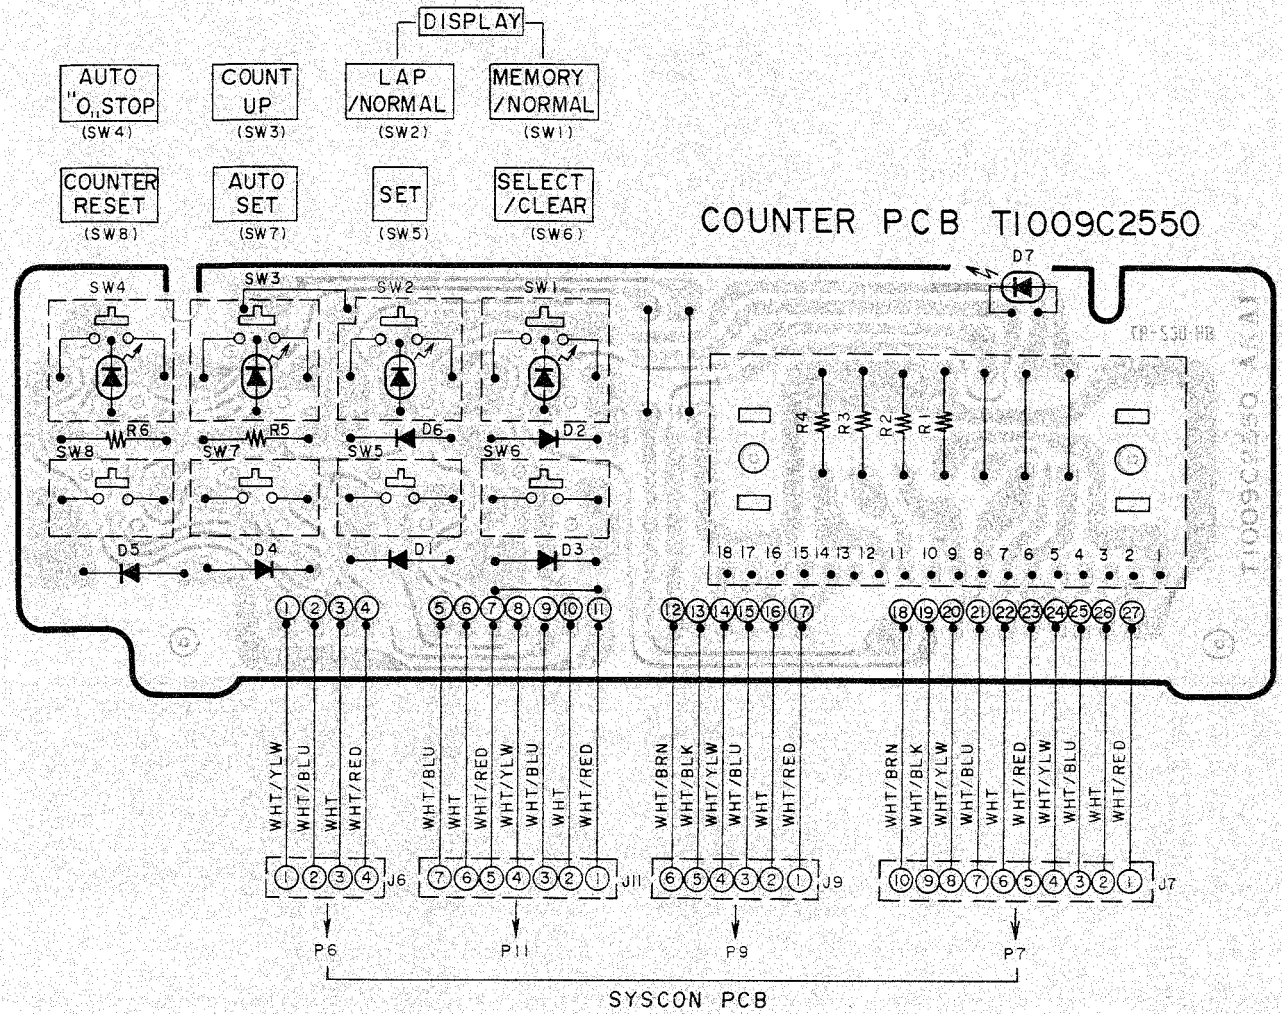 DISPLAY
AUTO "O" STOP
(SW4)
COUNT UP
(SW3)
LAP /NORMAL
(SW2)
MEMORY /NORMAL
(SW1)
COUNTER RESET
(SW8)
AUTO SET
(SW7)
SET
(SW5)
SELECT /CLEAR
(SW6)
COUNTER PCB T1009C2550
D7
SW4 SW3 SW2 SW1
R6 R5 D6 D2
SW8 SW7 SW5 SW6
D5 D4 D1 D3
R4 R3 R2 R1
18 17 16 15 14 13 12 11 10 9 8 7 6 5 4 3 2 1
1 2 3 4
5 6 7 8 9 10 11
12 13 14 15 16 17
18 19 20 21 22 23 24 25 26 27
WHT/YLW WHT/BLU WHT WHT/RED
WHT/BLU WHT WHT/RED WHT/YLW WHT/BLU WHT WHT/RED
WHT/BRN WHT/BLK WHT/YLW WHT/BLU WHT WHT/RED
WHT/BRN WHT/BLK WHT/YLW WHT/BLU WHT WHT/RED WHT/YLW WHT/BLU WHT WHT/RED
1 2 3 4 J6
7 6 5 4 3 2 1 J11
6 5 4 3 2 1 J9
10 9 8 7 6 5 4 3 2 1 J7
P6 P11 P9 P7
SYSCON PCB